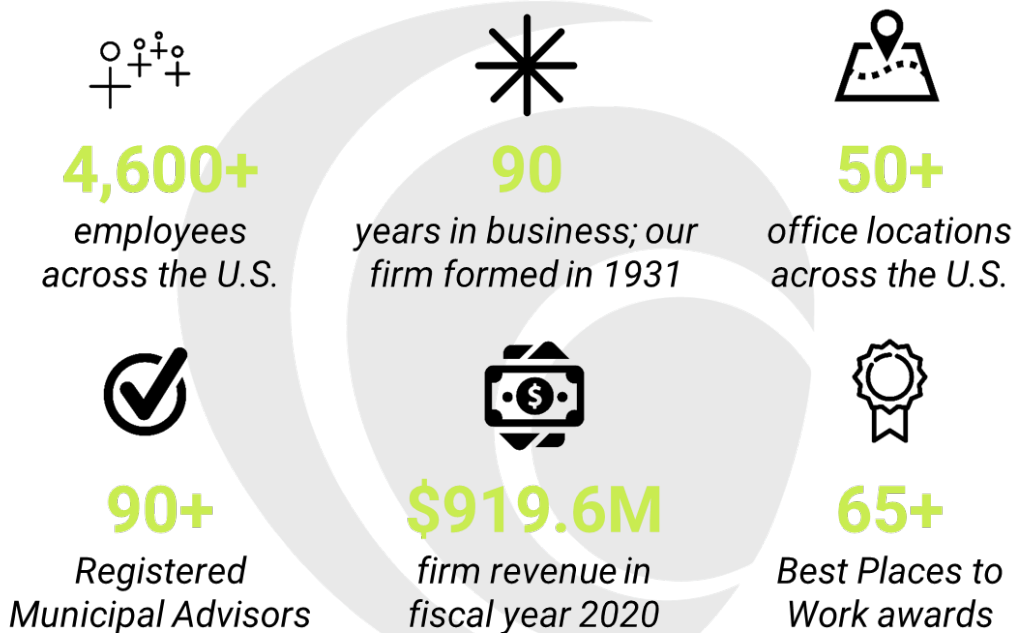 4,600+
employees
across the U.S.
90
years in business; our
firm formed in 1931
50+
office locations
across the U.S.
90+
Registered
Municipal Advisors
$919.6M
firm revenue in
fiscal year 2020
65+
Best Places to
Work awards